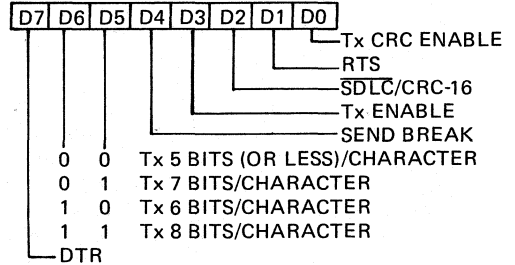 D7 D6 D5 D4 D3 D2 D1 D0
Tx CRC ENABLE
RTS
SDLC/CRC-16
Tx ENABLE
SEND BREAK
0 0 Tx 5 BITS (OR LESS)/CHARACTER
0 1 Tx 7 BITS/CHARACTER
1 0 Tx 6 BITS/CHARACTER
1 1 Tx 8 BITS/CHARACTER
DTR